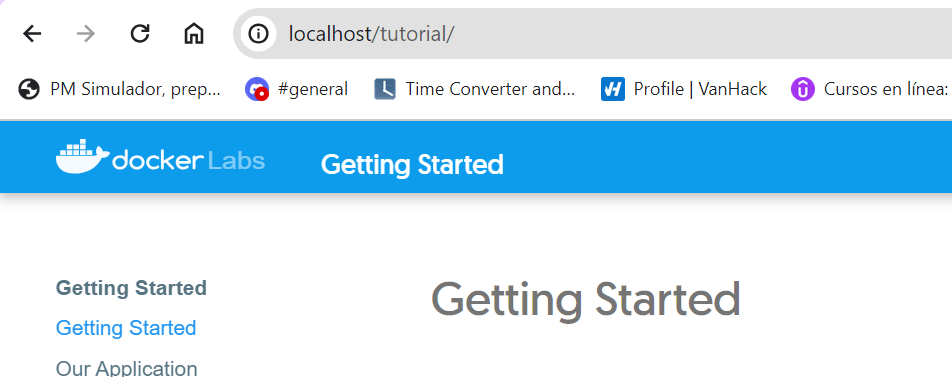 localhost/tutorial/
PM Simulador, prep... #general Time Converter and... Profile | VanHack Cursos en línea:
docker Labs Getting Started
Getting Started
Getting Started
Getting Started
Our Application